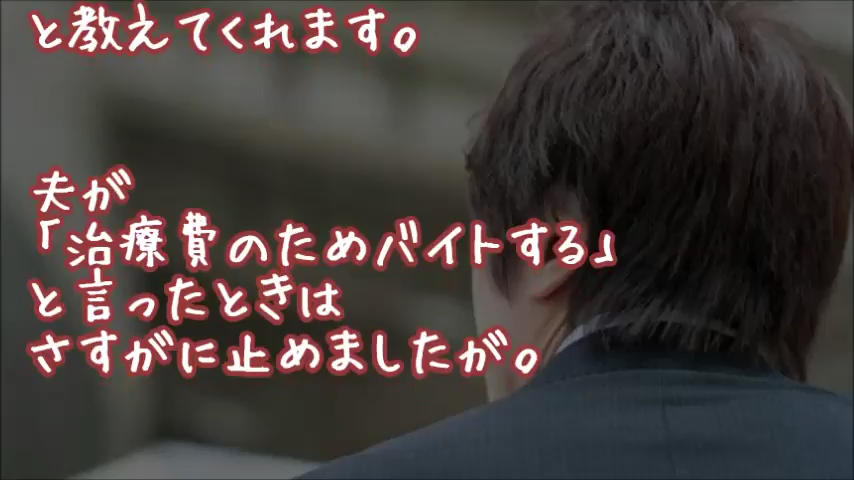 と教えてくれます。
夫が
「治療費のためバイトする」
と言ったときは
さすがに止めましたが。